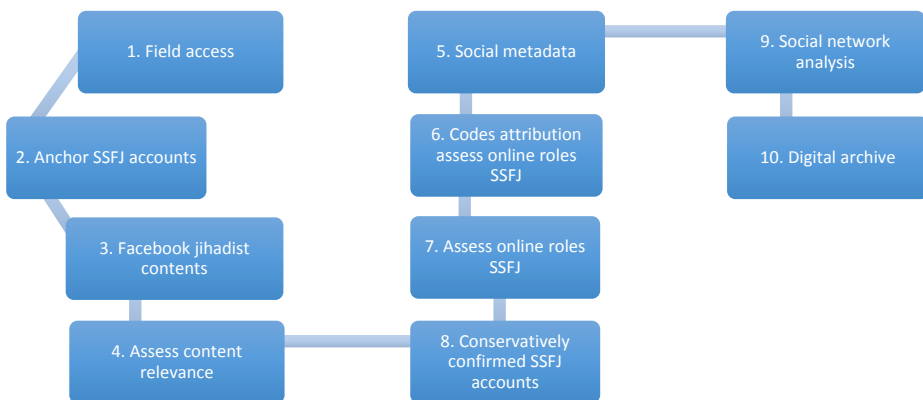 1. Field access
2. Anchor SSFJ accounts
3. Facebook jihadist
contents
4. Assess content
relevance
5. Social metadata
6. Codes attribution
assess online roles
SSFJ
7. Assess online roles
SSFJ
8. Conservatively
confirmed SSFJ
accounts
9. Social network
analysis
10. Digital archive